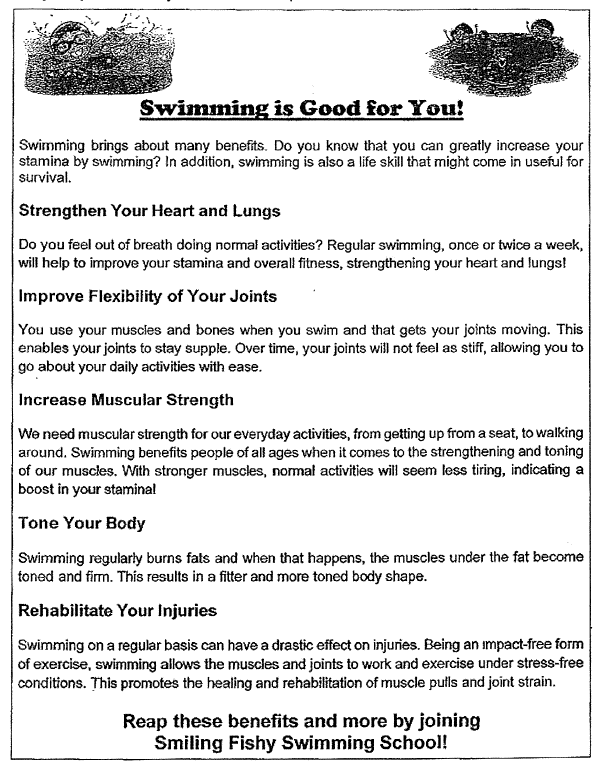 Swimming is Good for You!
Swimming brings about many benefits. Do you know that you can greatly increase your
stamina by swimming? In addition, swimming is also a life skill that might come in useful for
survival.
Strengthen Your Heart and Lungs
Do you feel out of breath doing normal activities? Regular swimming, once or twice a week,
will help to improve your stamina and overall fitness, strengthening your heart and lungs!
Improve Flexibility of Your Joints
You use your muscles and bones when you swim and that gets your joints moving. This
enables your joints to stay supple. Over time, your joints will not feel as stiff, allowing you to
go about your daily activities with ease.
Increase Muscular Strength
We need muscular strength for our everyday activities, from getting up from a seat, to walking
around. Swimming benefits people of all ages when it comes to the strengthening and toning
of our muscles. With stronger muscles, normal activities will seem less tiring, indicating a
boost in your stamina!
Tone Your Body
Swimming regularly burns fats and when that happens, the muscles under the fat become
toned and firm. This results in a fitter and more toned body shape.
Rehabilitate Your Injuries
Swimming on a regular basis can have a drastic effect on injuries. Being an impact-free form
of exercise, swimming allows the muscles and joints to work and exercise under stress-free
conditions. This promotes the healing and rehabilitation of muscle pulls and joint strain.
Reap these benefits and more by joining
Smiling Fishy Swimming School!